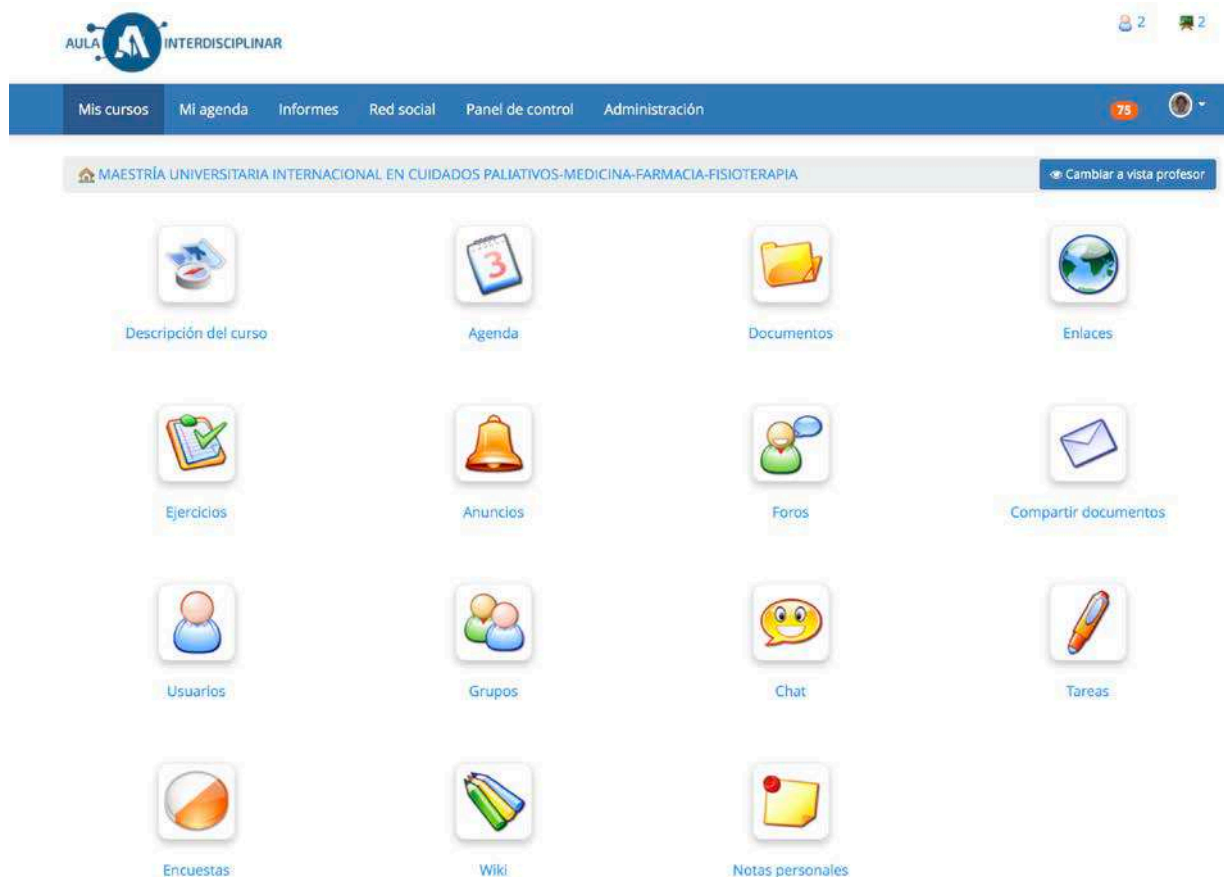 AULA INTERDISCIPLINAR
2 2
Mis cursos Mi agenda Informes Red social Panel de control Administración 75
MAESTRÍA UNIVERSITARIA INTERNACIONAL EN CUIDADOS PALIATIVOS-MEDICINA-FARMACIA-FISIOTERAPIA Cambiar a vista profesor
3
Descripción del curso Agenda Documentos Enlaces
Ejercicios Anuncios Foros Compartir documentos
Usuarios Grupos Chat Tareas
Encuestas Wiki Notas personales